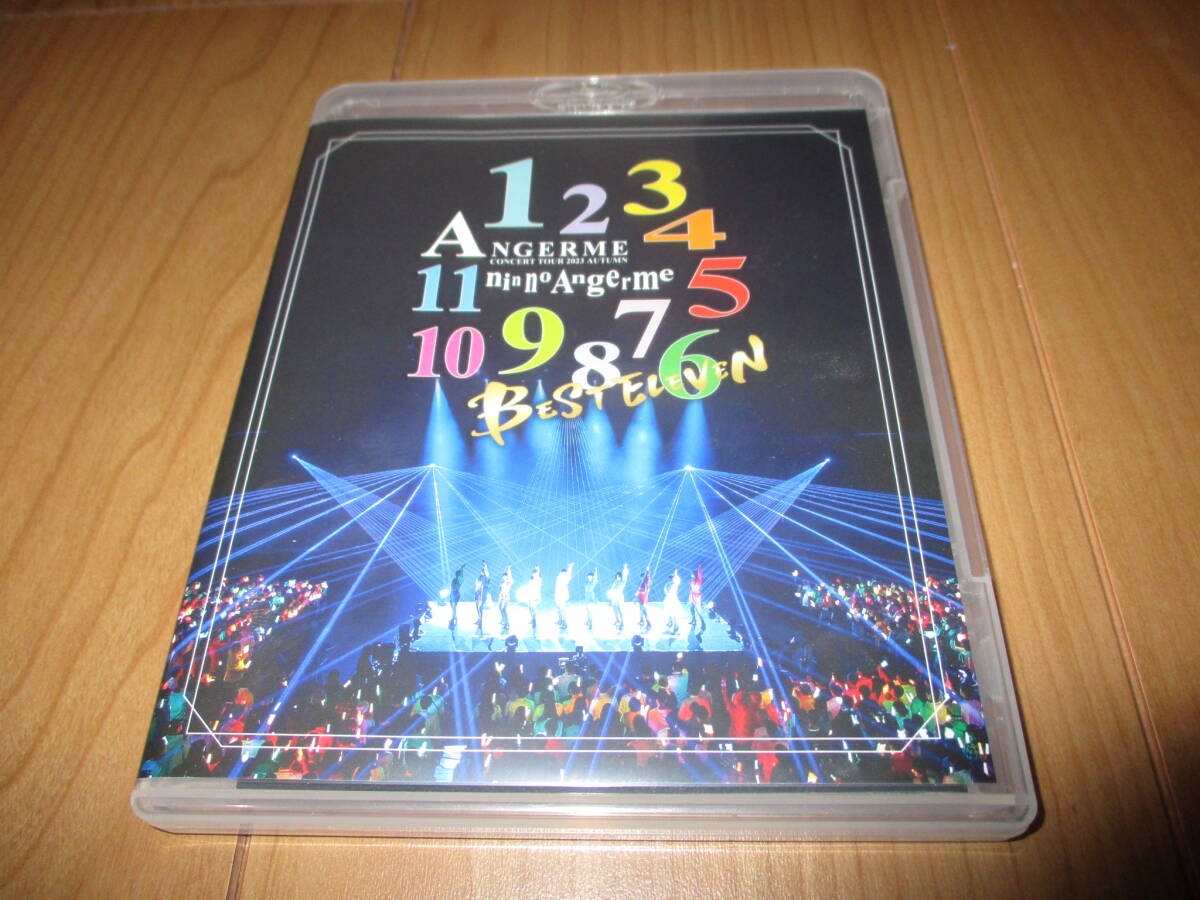 1 2 3
4
ANGERME
CONCERT TOUR 2023 AUTUMN
11 nin no Angerme 5
10 9 8 7 6
BEST ELEVEN